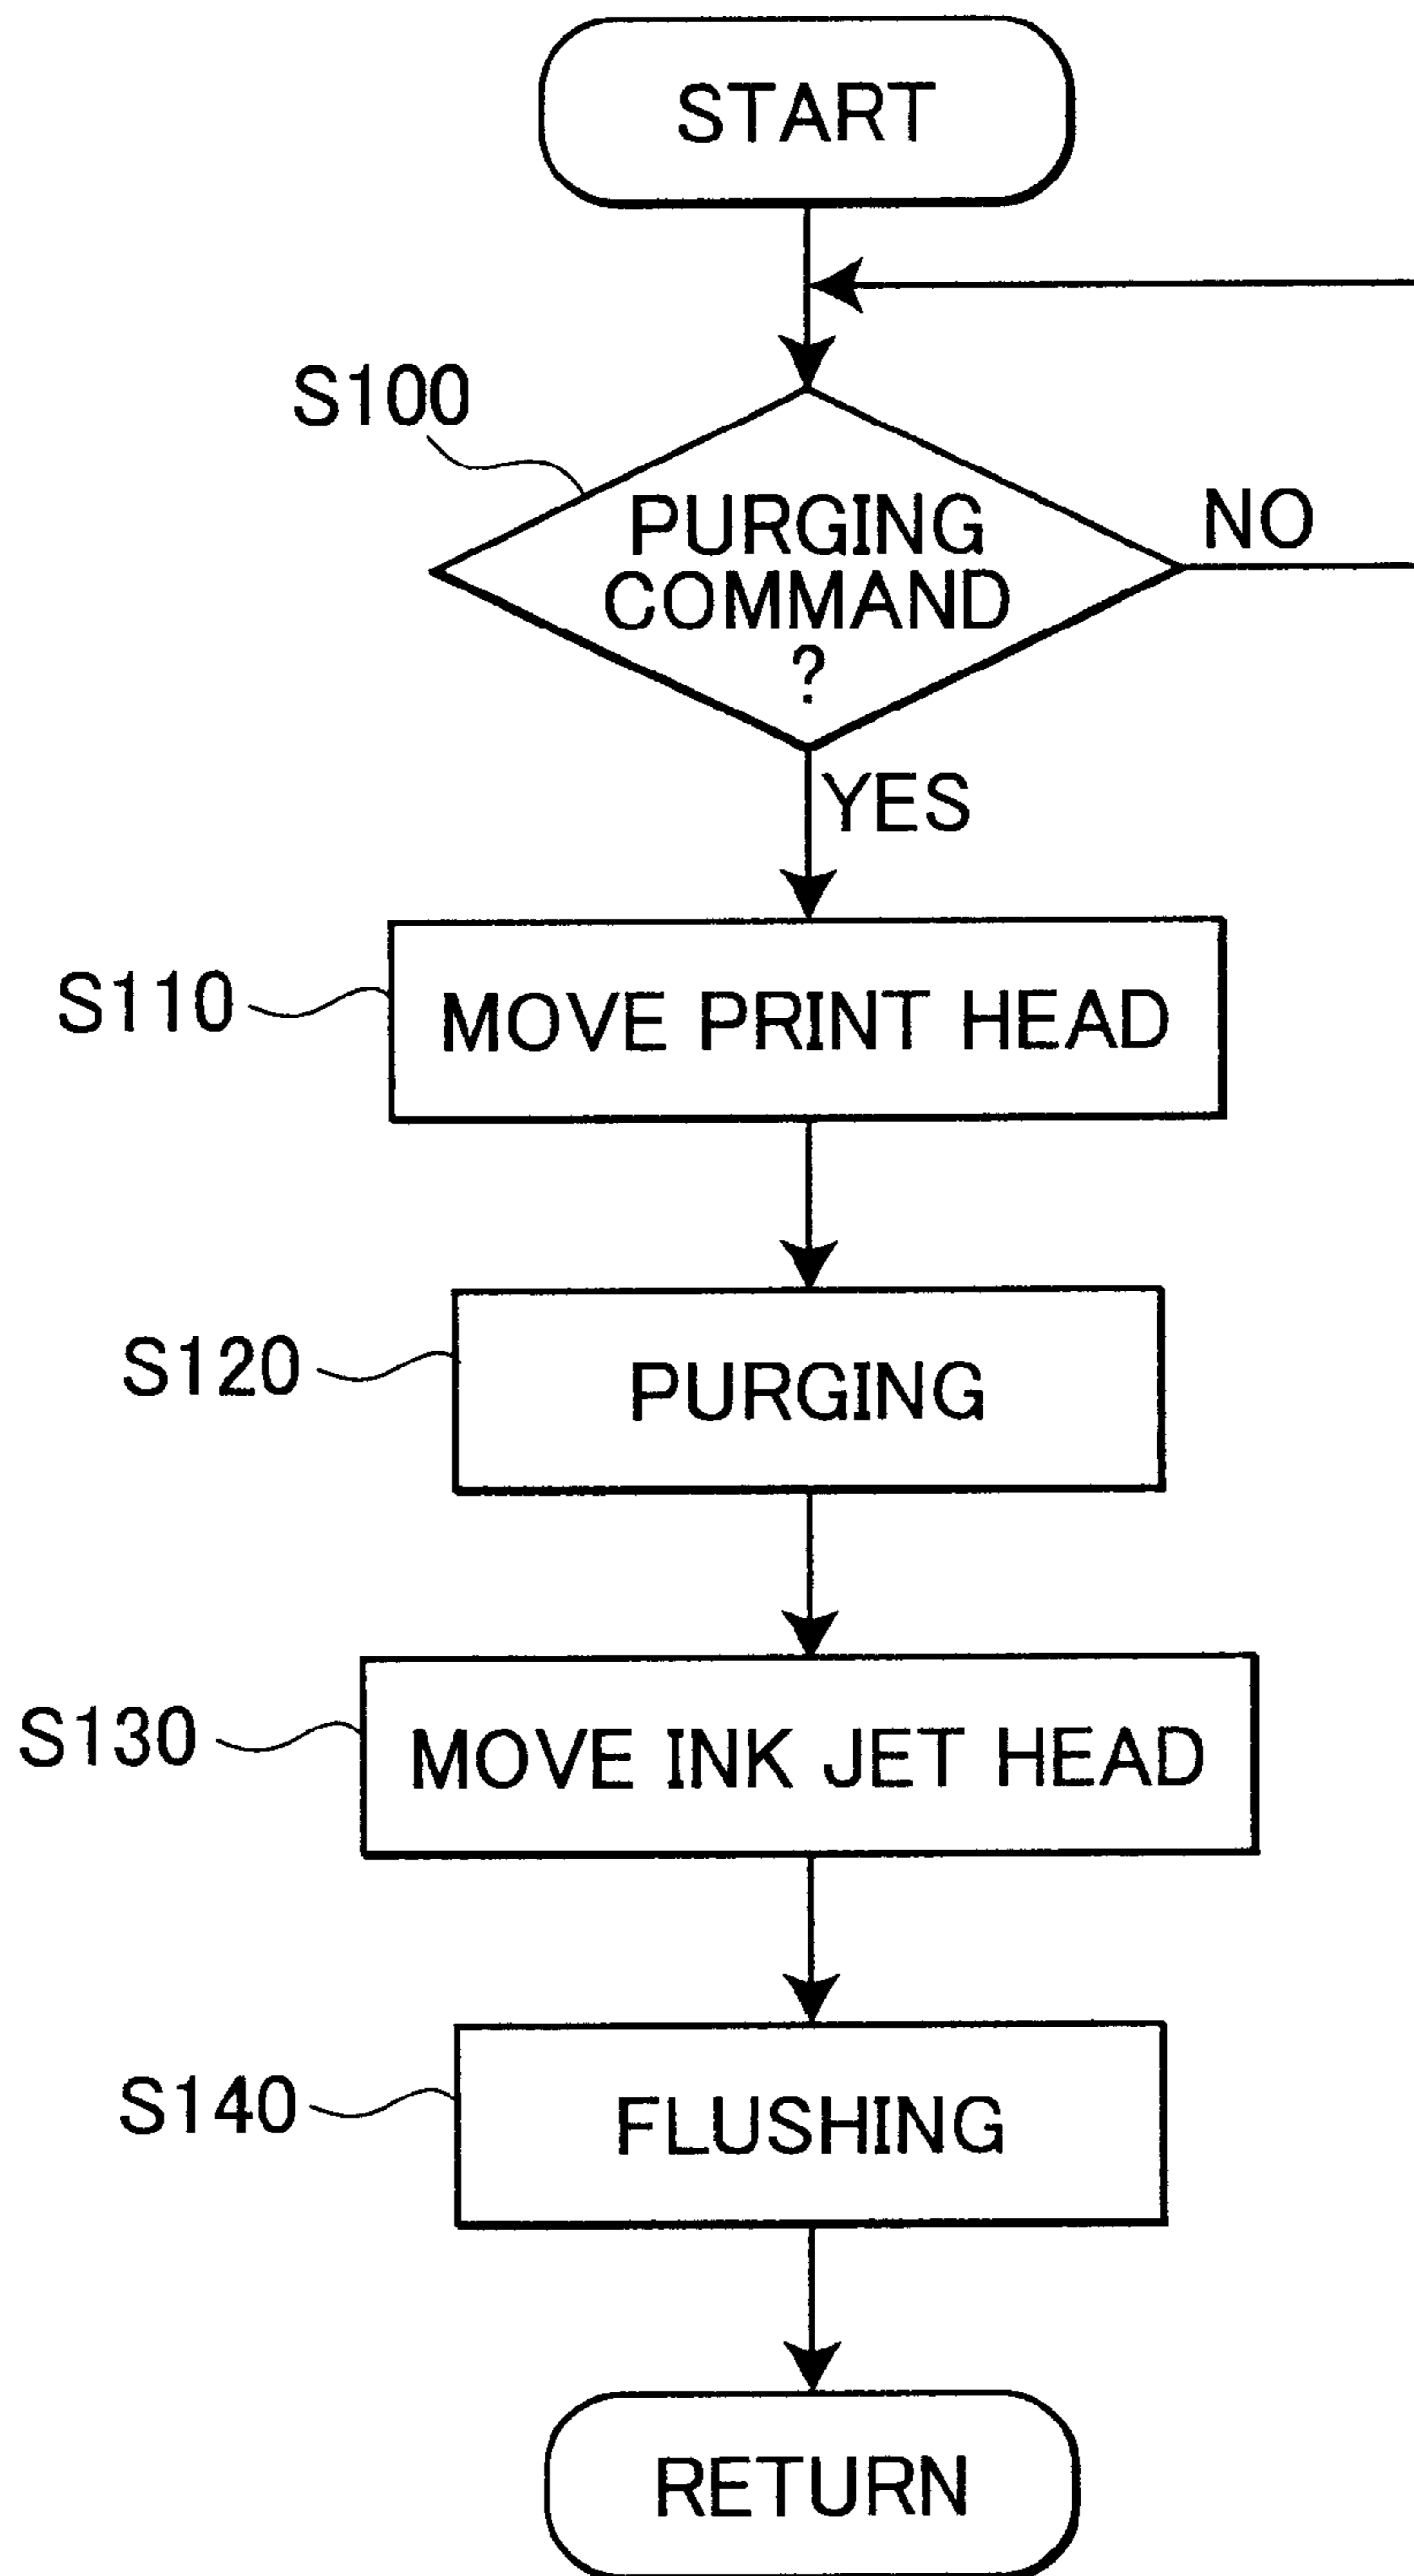 START
S100
PURGING
COMMAND
?
NO
YES
S110
MOVE PRINT HEAD
S120
PURGING
S130
MOVE INK JET HEAD
S140
FLUSHING
RETURN